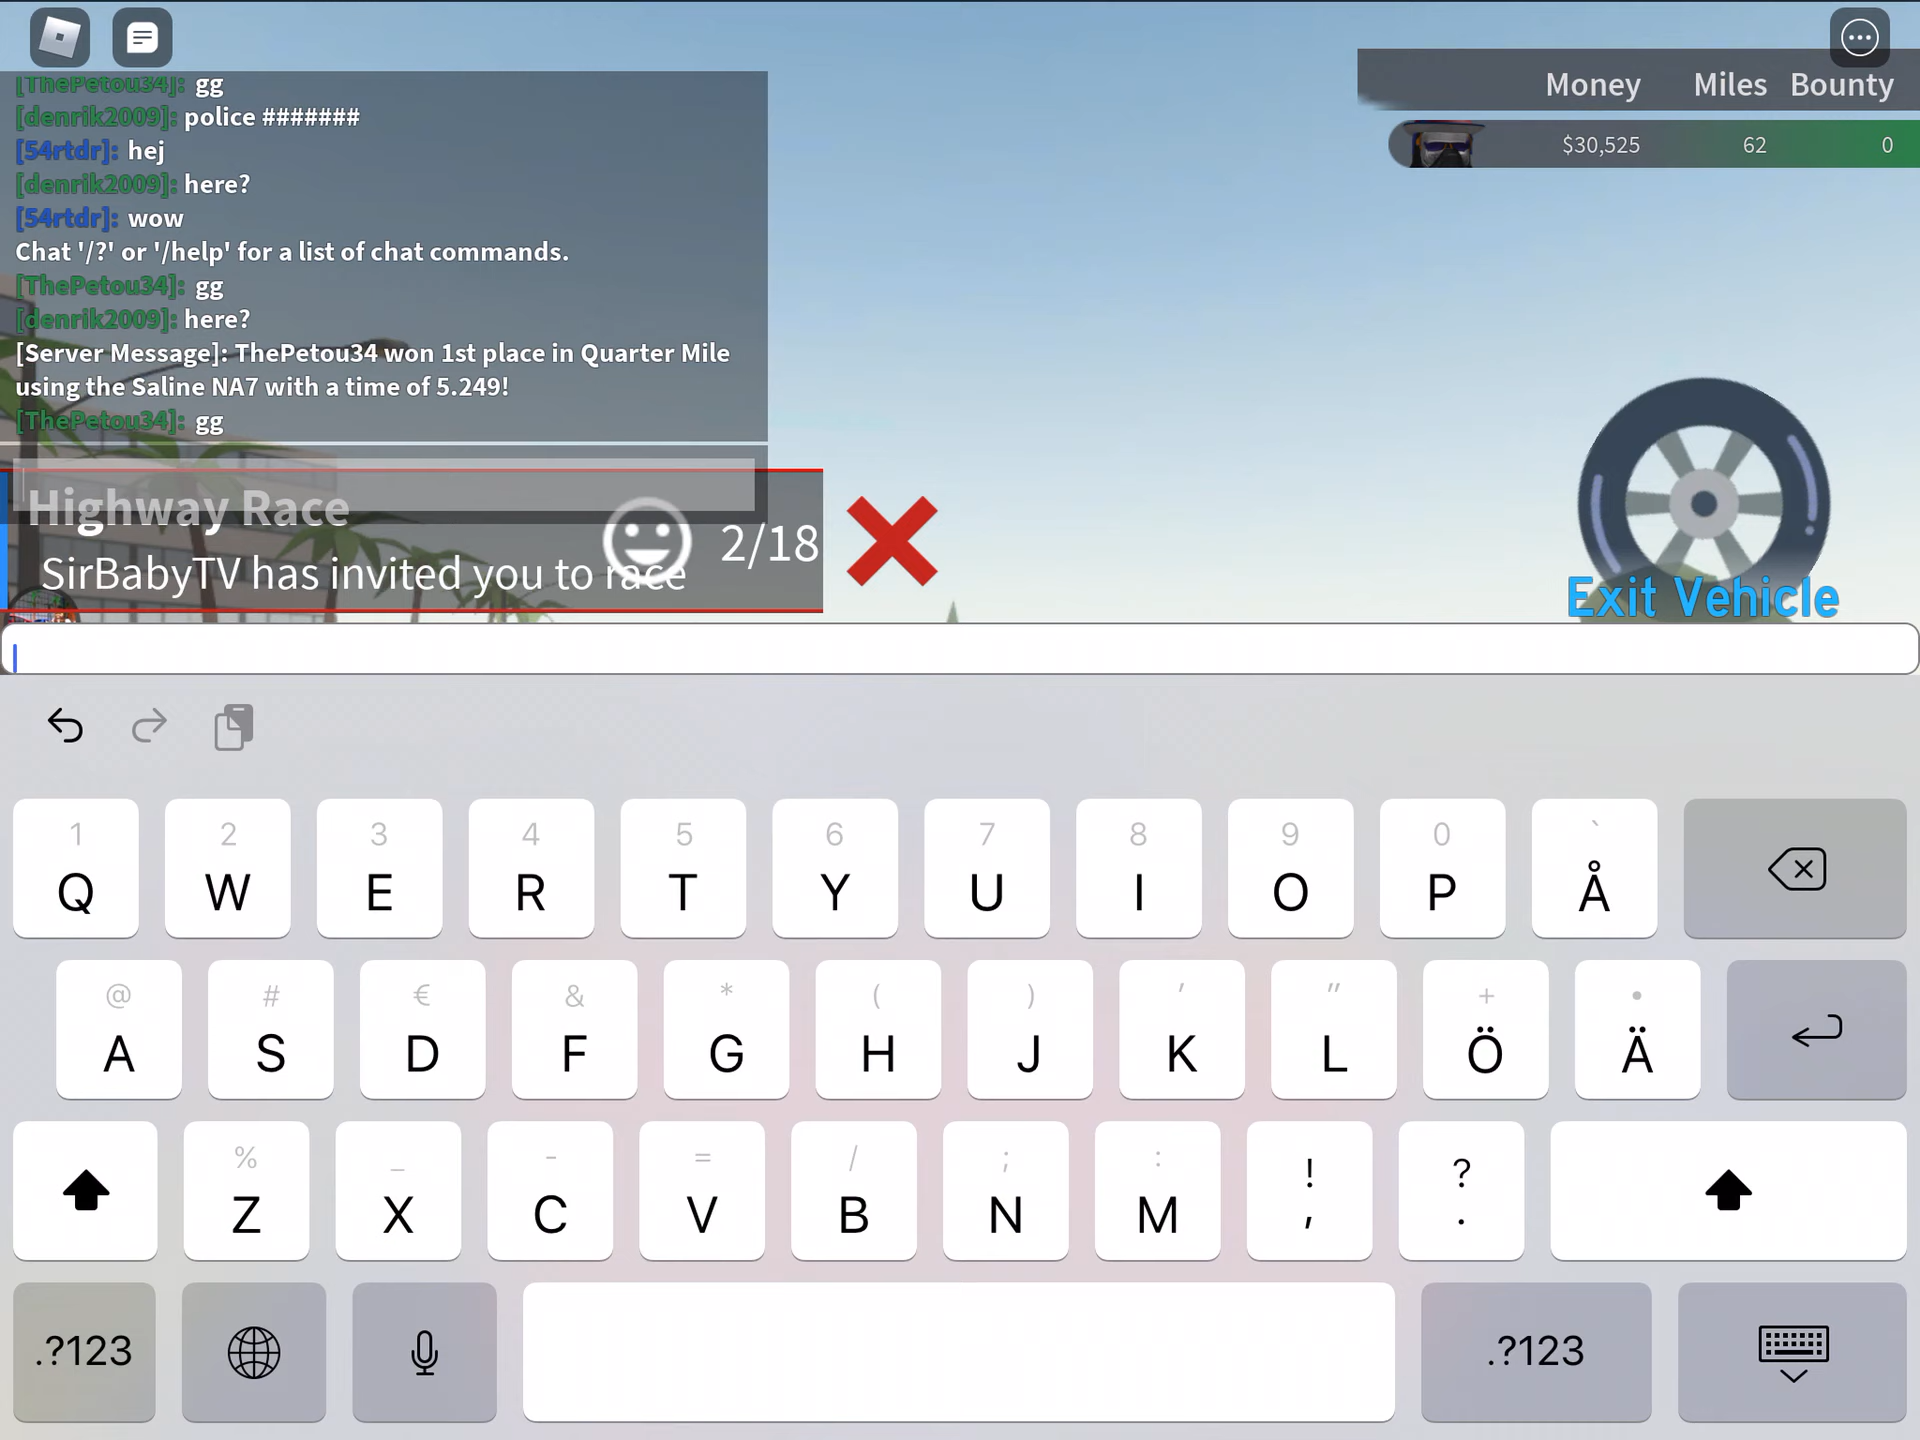 [ThePetou34]: gg
[denrik2009]: police #######
[54rtdr]: hej
[denrik2009]: here?
[54rtdr]: wow
Chat '/?' or '/help' for a list of chat commands.
[ThePetou34]: gg
[denrik2009]: here?
[Server Message]: ThePetou34 won 1st place in Quarter Mile
using the Saline NA7 with a time of 5.249!
[ThePetou34]: gg
Money Miles Bounty
$30,525 62 0
Highway Race
SirBabyTV has invited you to race
2/18
Exit Vehicle
1 2 3 4 5 6 7 8 9 0 `
Q W E R T Y U I O P Å
@ # € & * ( ) ' " + •
A S D F G H J K L Ö Ä
% _ - = / ; : ! ?
Z X C V B N M , .
.?123 .?123